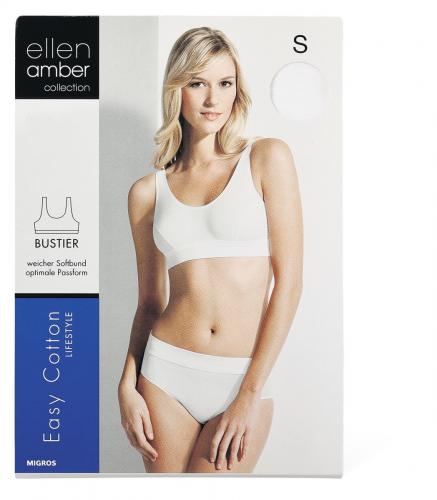 ellen
amber
collection
S
BUSTIER
weicher Softbund
optimale Passform
Easy Cotton
LIFESTYLE
MIGROS